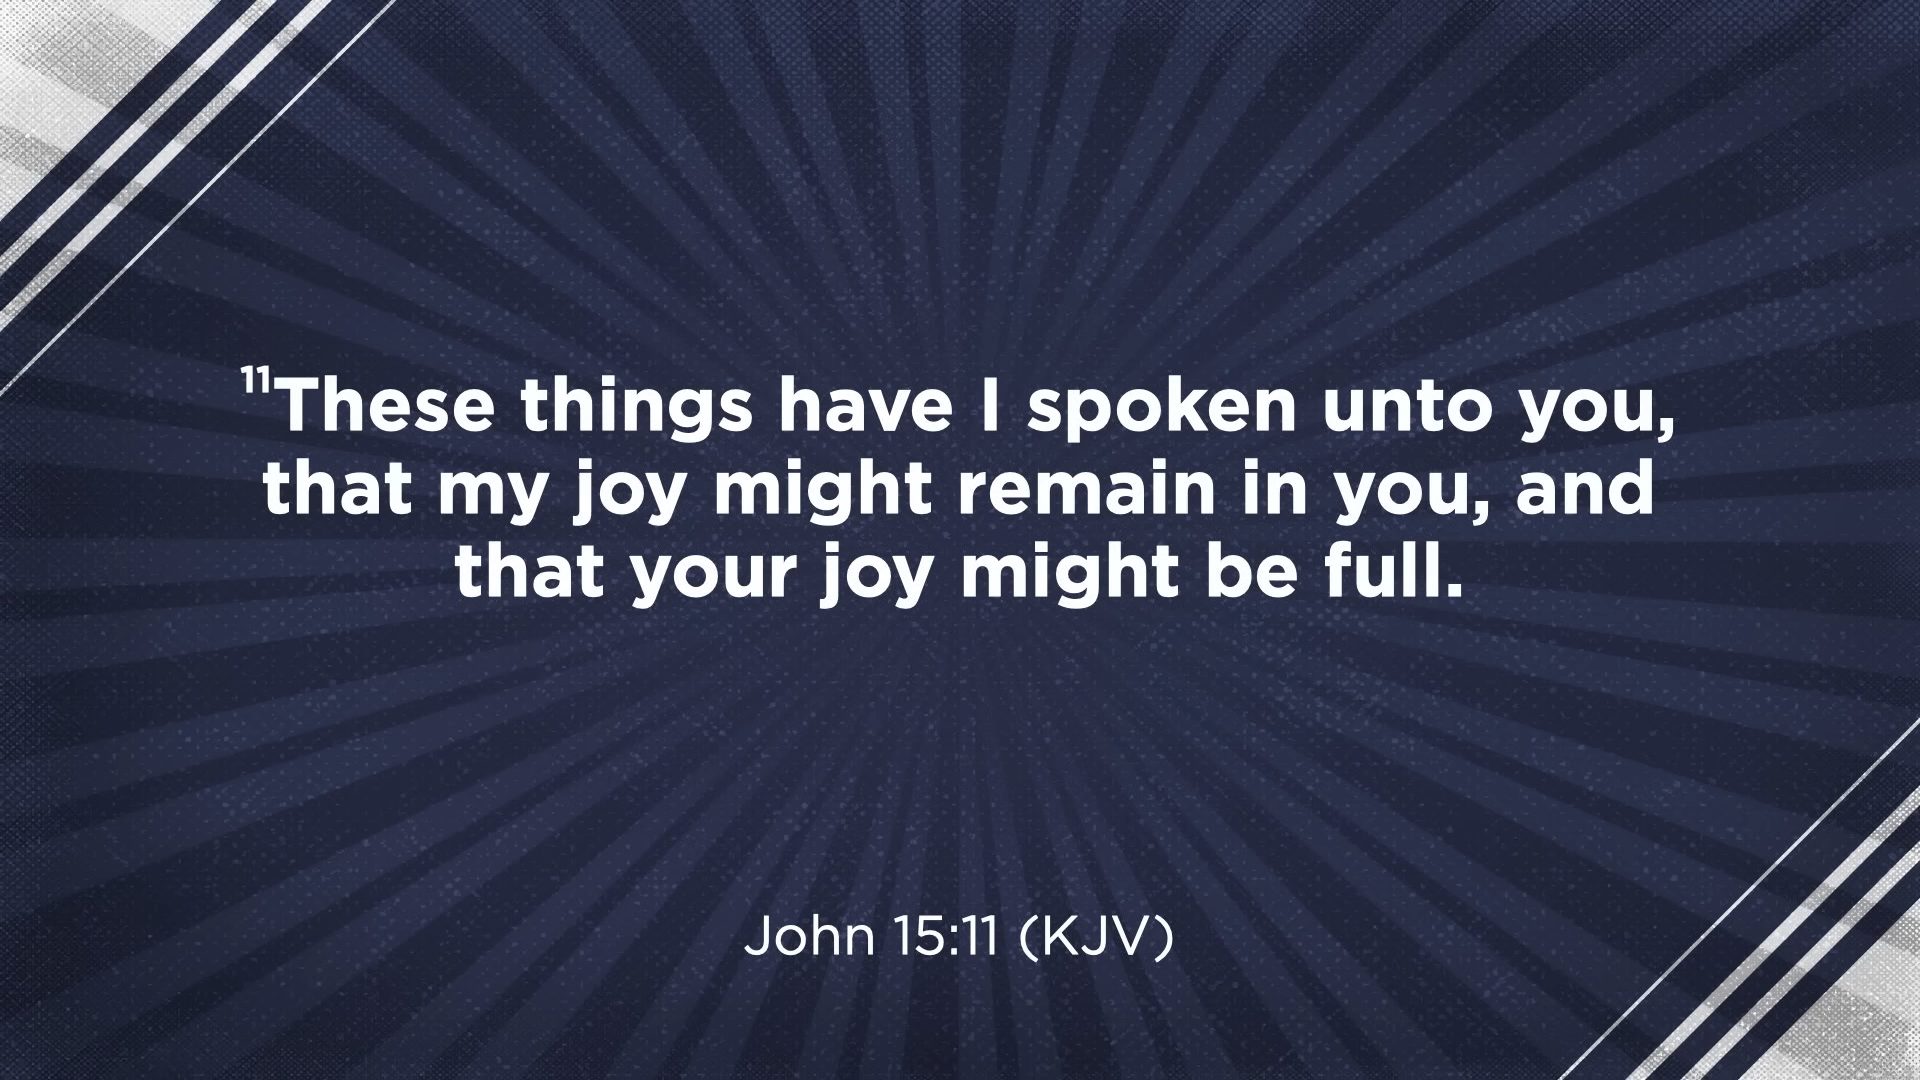 ¹¹These things have I spoken unto you,
that my joy might remain in you, and
that your joy might be full.
John 15:11 (KJV)